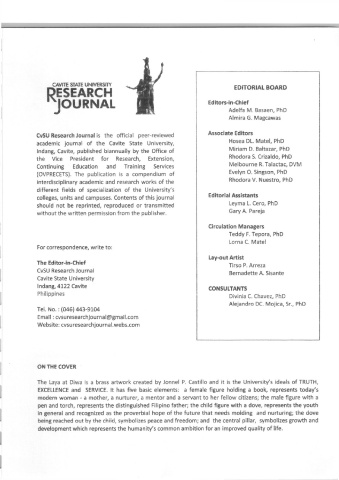 CAVITE STATE UNIVERSITY
RESEARCH
JOURNAL
CvSU Research Journal is the official peer-reviewed
academic journal of the Cavite State University,
Indang, Cavite, published biannually by the Office of
the Vice President for Research, Extension,
Continuing Education and Training Services
(OVPRECETS). The publication is a compendium of
interdisciplinary academic and research works of the
different fields of specialization of the University's
colleges, units and campuses. Contents of this journal
should not be reprinted, reproduced or transmitted
without the written permission from the publisher.
For correspondence, write to:
The Editor-in-Chief
CvSU Research Journal
Cavite State University
Indang, 4122 Cavite
Philippines
Tel. No. : (046) 443-9104
Email : cvsuresearchjournal@gmail.com
Website: cvsuresearchjournal.webs.com
EDITORIAL BOARD
Editors-in-Chief
Adelfa M. Basaen, PhD
Almira G. Magcawas
Associate Editors
Hosea DL. Matel, PhD
Miriam D. Baltazar, PhD
Rhodora S. Crizaldo, PhD
Melbourne R. Talactac, DVM
Evelyn O. Singson, PhD
Rhodora V. Nuestro, PhD
Editorial Assistants
Leyma L. Cero, PhD
Gary A. Pareja
Circulation Managers
Teddy F. Tepora, PhD
Lorna C. Matel
Lay-out Artist
Tirso P. Arreza
Bernadette A. Sisante
CONSULTANTS
Divinia C. Chavez, PhD
Alejandro DC. Mojica, Sr., PhD
ON THE COVER
The Laya at Diwa is a brass artwork created by Jonnel P. Castillo and it is the University's ideals of TRUTH,
EXCELLENCE and SERVICE. It has five basic elements: a female figure holding a book, represents today's
modern woman - a mother, a nurturer, a mentor and a servant to her fellow citizens; the male figure with a
pen and torch, represents the distinguished Filipino father; the child figure with a dove, represents the youth
in general and recognized as the proverbial hope of the future that needs molding and nurturing; the dove
being reached out by the child, symbolizes peace and freedom; and the central pillar, symbolizes growth and
development which represents the humanity's common ambition for an improved quality of life.